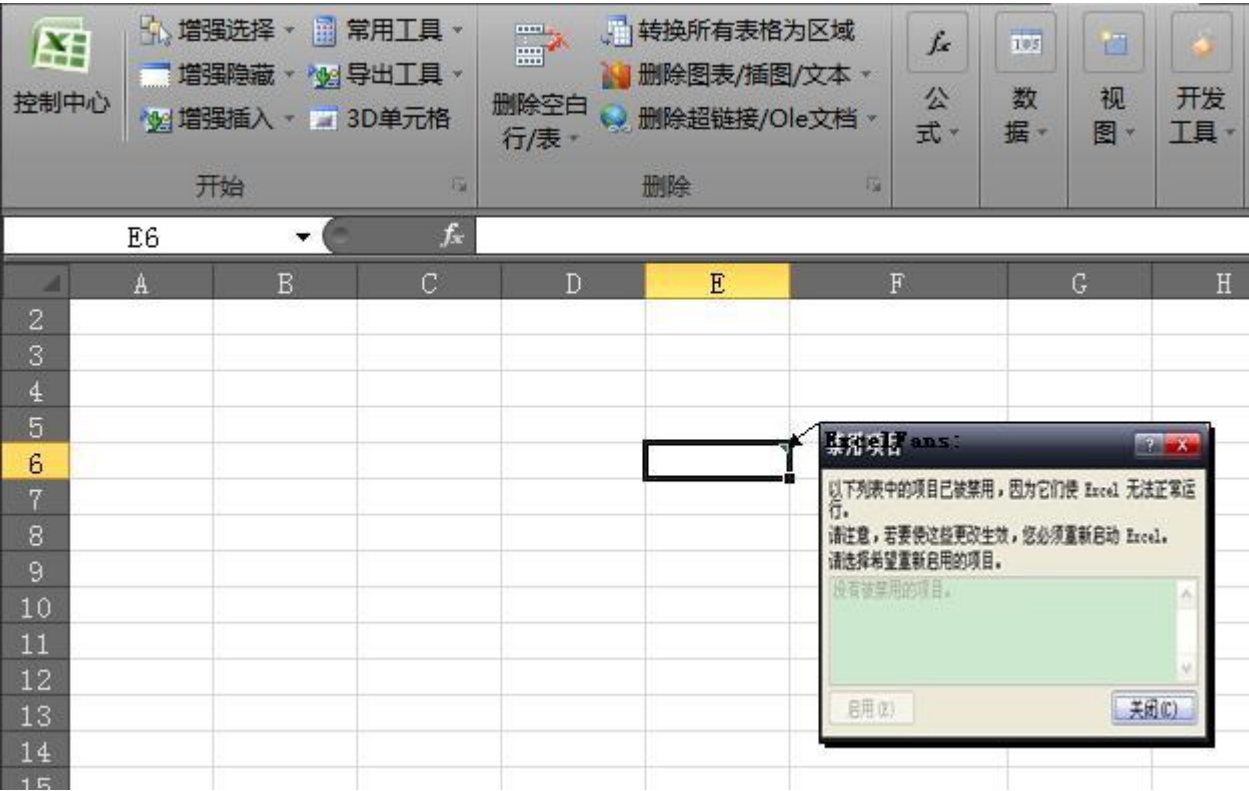 控制中心
增强选择
常用工具
增强隐藏
导出工具
增强插入
3D单元格
开始
删除空白
行/表
转换所有表格为区域
删除图表/插图/文本
删除超链接/Ole文档
删除
公
式
数
据
视
图
开发
工具
E6
fx
A B C D E F G H
2
3
4
5
6
7
8
9
10
11
12
13
14
15
禁用项目
ExcelFans:
以下列表中的项目已被禁用，因为它们使 Excel 无法正常运
行。
请注意，若要使这些更改生效，您必须重新启动 Excel。
请选择希望重新启用的项目。
没有被禁用的项目。
启用(E)
关闭(C)